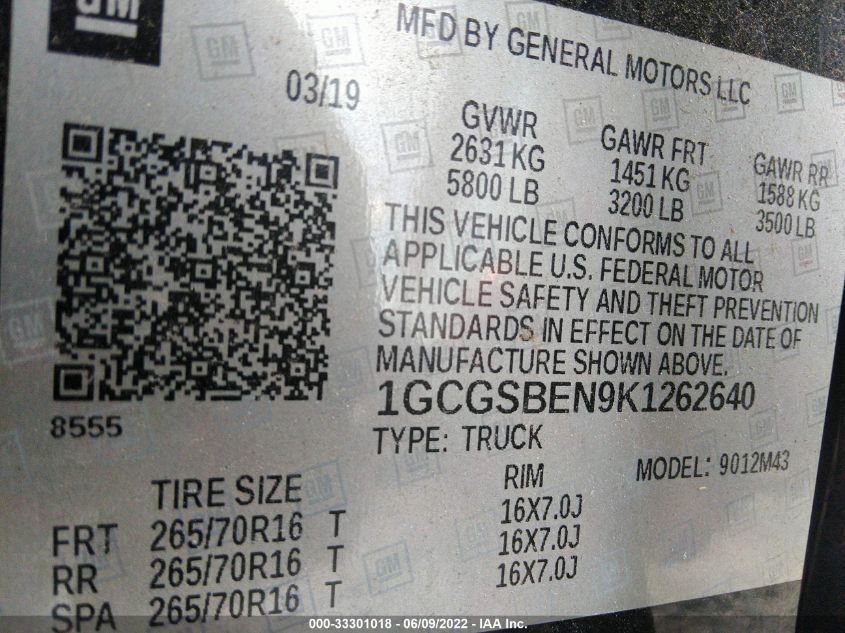 GM
MFD BY GENERAL MOTORS LLC
03/19
GVWR GAWR FRT GAWR RR
2631 KG 1451 KG 1588 KG
5800 LB 3200 LB 3500 LB
THIS VEHICLE CONFORMS TO ALL
APPLICABLE U.S. FEDERAL MOTOR
VEHICLE SAFETY AND THEFT PREVENTION
STANDARDS IN EFFECT ON THE DATE OF
MANUFACTURE SHOWN ABOVE.
1GCGSBEN9K1262640
8555
TYPE: TRUCK MODEL: 9012M43
TIRE SIZE RIM
FRT 265/70R16 T 16X7.0J
RR 265/70R16 T 16X7.0J
SPA 265/70R16 T 16X7.0J
000-33301018 - 06/09/2022 - IAA Inc.